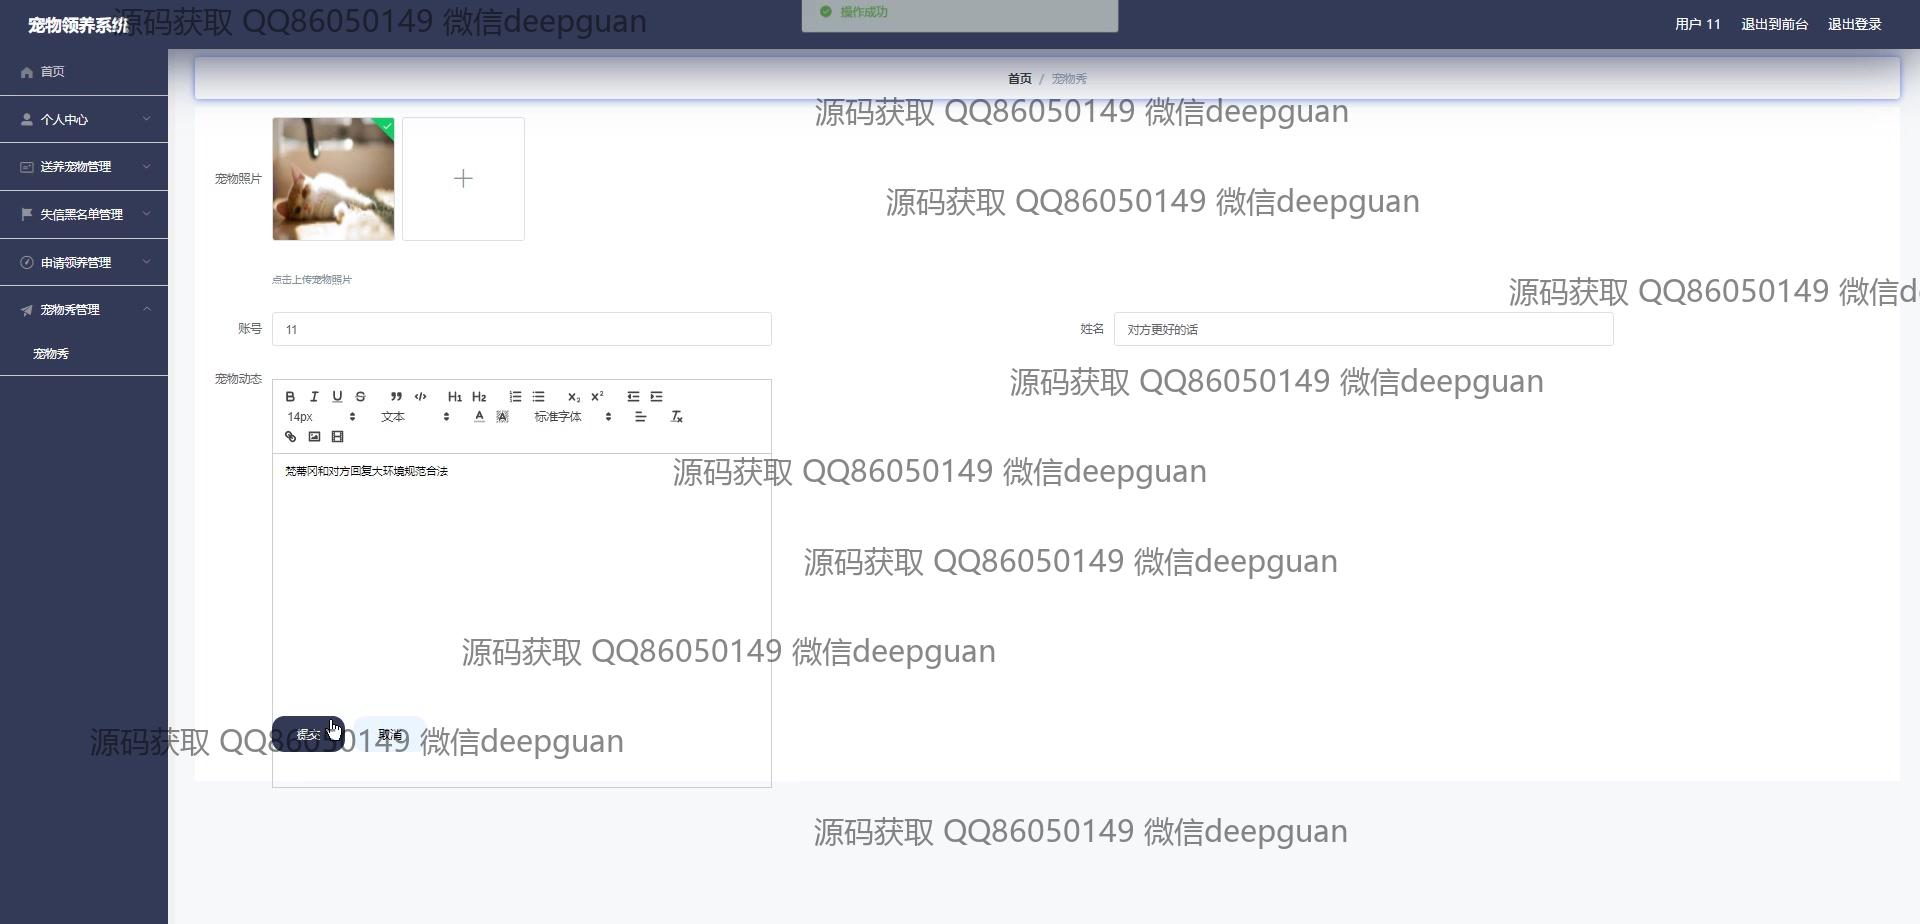 宠物领养系统
源码获取 QQ86050149 微信deepguan
操作成功
用户 11 退出到前台 退出登录
首页
个人中心
送养宠物管理
失信黑名单管理
申请领养管理
宠物秀管理
宠物秀
首页 / 宠物秀
源码获取 QQ86050149 微信deepguan
宠物照片
源码获取 QQ86050149 微信deepguan
点击上传宠物照片
源码获取 QQ86050149 微信d
账号 11
姓名 对方更好的话
宠物动态
源码获取 QQ86050149 微信deepguan
B I U S H1 H2 X₂ X²
14px 文本 A A 标准字体 Tx
梵蒂冈和对方回复大环境规范合法
源码获取 QQ86050149 微信deepguan
源码获取 QQ86050149 微信deepguan
源码获取 QQ86050149 微信deepguan
提交 取消
源码获取 QQ86050149 微信deepguan
源码获取 QQ86050149 微信deepguan